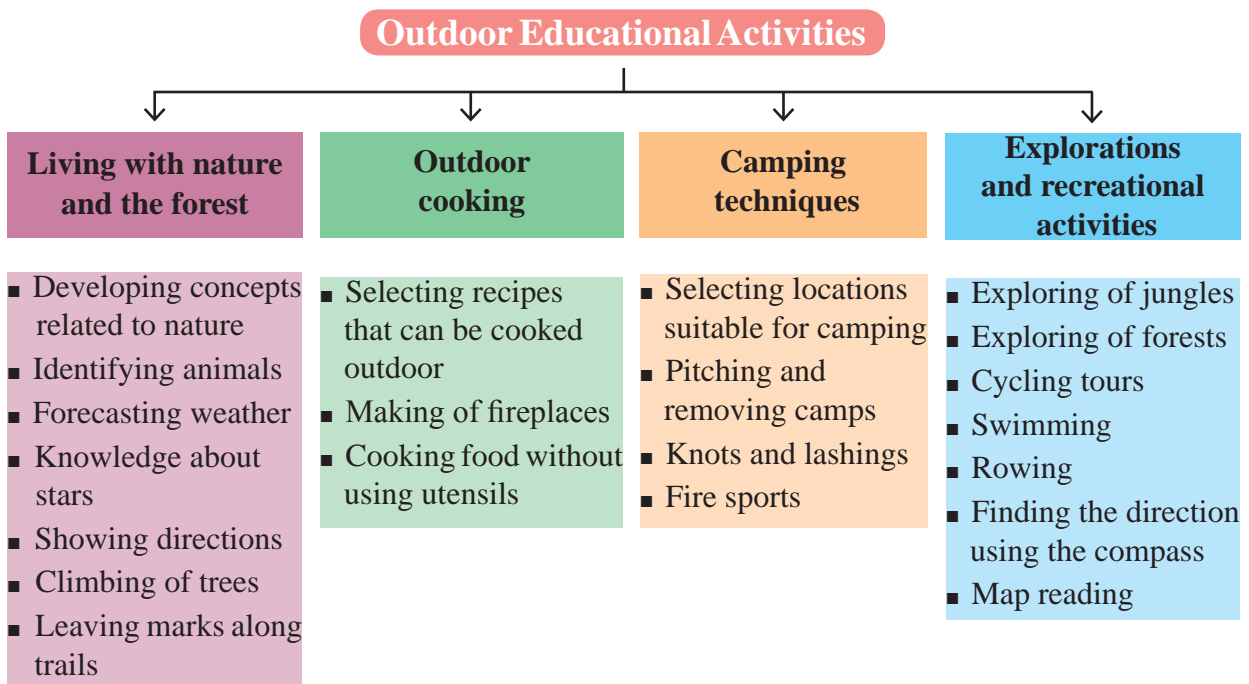 Outdoor Educational Activities
Living with nature
and the forest
■ Developing concepts
related to nature
■ Identifying animals
■ Forecasting weather
■ Knowledge about
stars
■ Showing directions
■ Climbing of trees
■ Leaving marks along
trails
Outdoor
cooking
■ Selecting recipes
that can be cooked
outdoor
■ Making of fireplaces
■ Cooking food without
using utensils
Camping
techniques
■ Selecting locations
suitable for camping
■ Pitching and
removing camps
■ Knots and lashings
■ Fire sports
Explorations
and recreational
activities
■ Exploring of jungles
■ Exploring of forests
■ Cycling tours
■ Swimming
■ Rowing
■ Finding the direction
using the compass
■ Map reading